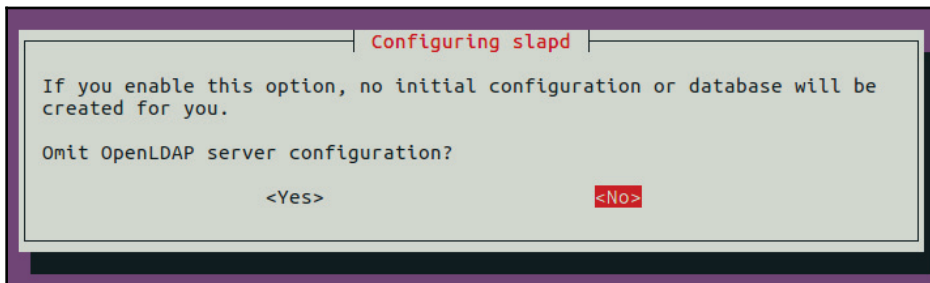 Configuring slapd
If you enable this option, no initial configuration or database will be
created for you.
Omit OpenLDAP server configuration?
<Yes> <No>